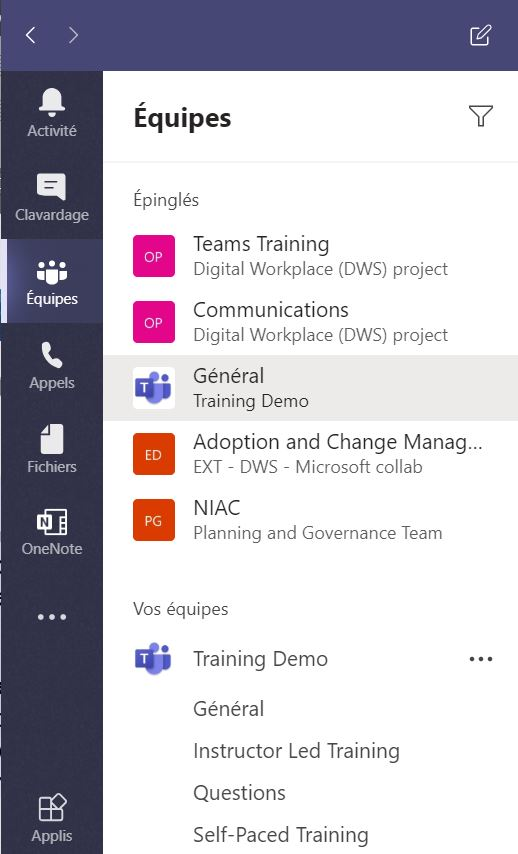 Activité
Clavardage
Équipes
Appels
Fichiers
OneNote
Applis
Équipes
Épinglés
OP
Teams Training
Digital Workplace (DWS) project
OP
Communications
Digital Workplace (DWS) project
T
Général
Training Demo
ED
Adoption and Change Manag...
EXT - DWS - Microsoft collab
PG
NIAC
Planning and Governance Team
Vos équipes
T
Training Demo
Général
Instructor Led Training
Questions
Self-Paced Training